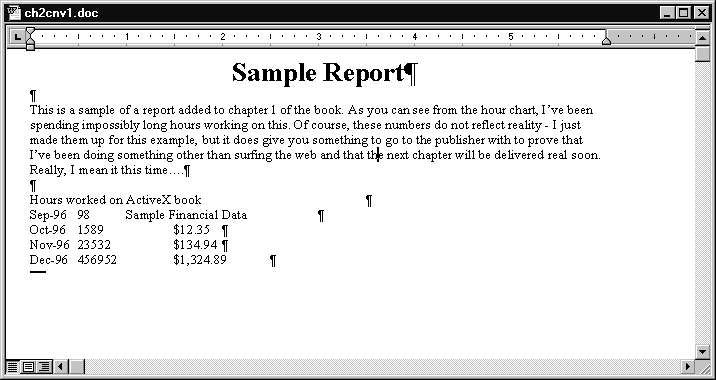 ch2cnv1.doc
1 2 3 4 5
Sample Report¶
¶
This is a sample of a report added to chapter 1 of the book. As you can see from the hour chart, I've been
spending impossibly long hours working on this. Of course, these numbers do not reflect reality - I just
made them up for this example, but it does give you something to go to the publisher with to prove that
I've been doing something other than surfing the web and that the next chapter will be delivered real soon.
Really, I mean it this time....¶
¶
Hours worked on ActiveX book ¶
Sep-96 98 Sample Financial Data ¶
Oct-96 1589 $12.35 ¶
Nov-96 23532 $134.94 ¶
Dec-96 456952 $1,324.89 ¶